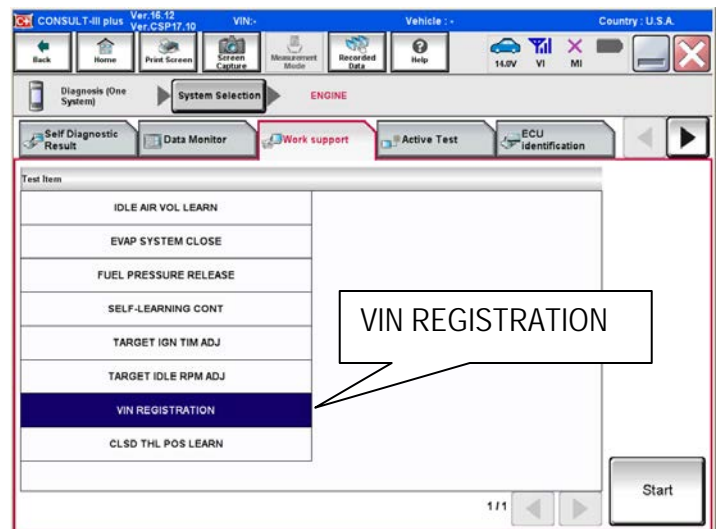 CONSULT-III plus Ver.16.12 VIN:- Vehicle : - Country : U.S.A.
Ver.CSP17.10
Back Home Print Screen Screen Capture Measurement Mode Recorded Data Help 14.0V VI MI
Diagnosis (One System) System Selection ENGINE
Self Diagnostic Result Data Monitor Work support Active Test ECU identification
Test Item
IDLE AIR VOL LEARN
EVAP SYSTEM CLOSE
FUEL PRESSURE RELEASE
SELF-LEARNING CONT
VIN REGISTRATION
TARGET IGN TIM ADJ
TARGET IDLE RPM ADJ
VIN REGISTRATION
CLSD THL POS LEARN
1/1
Start